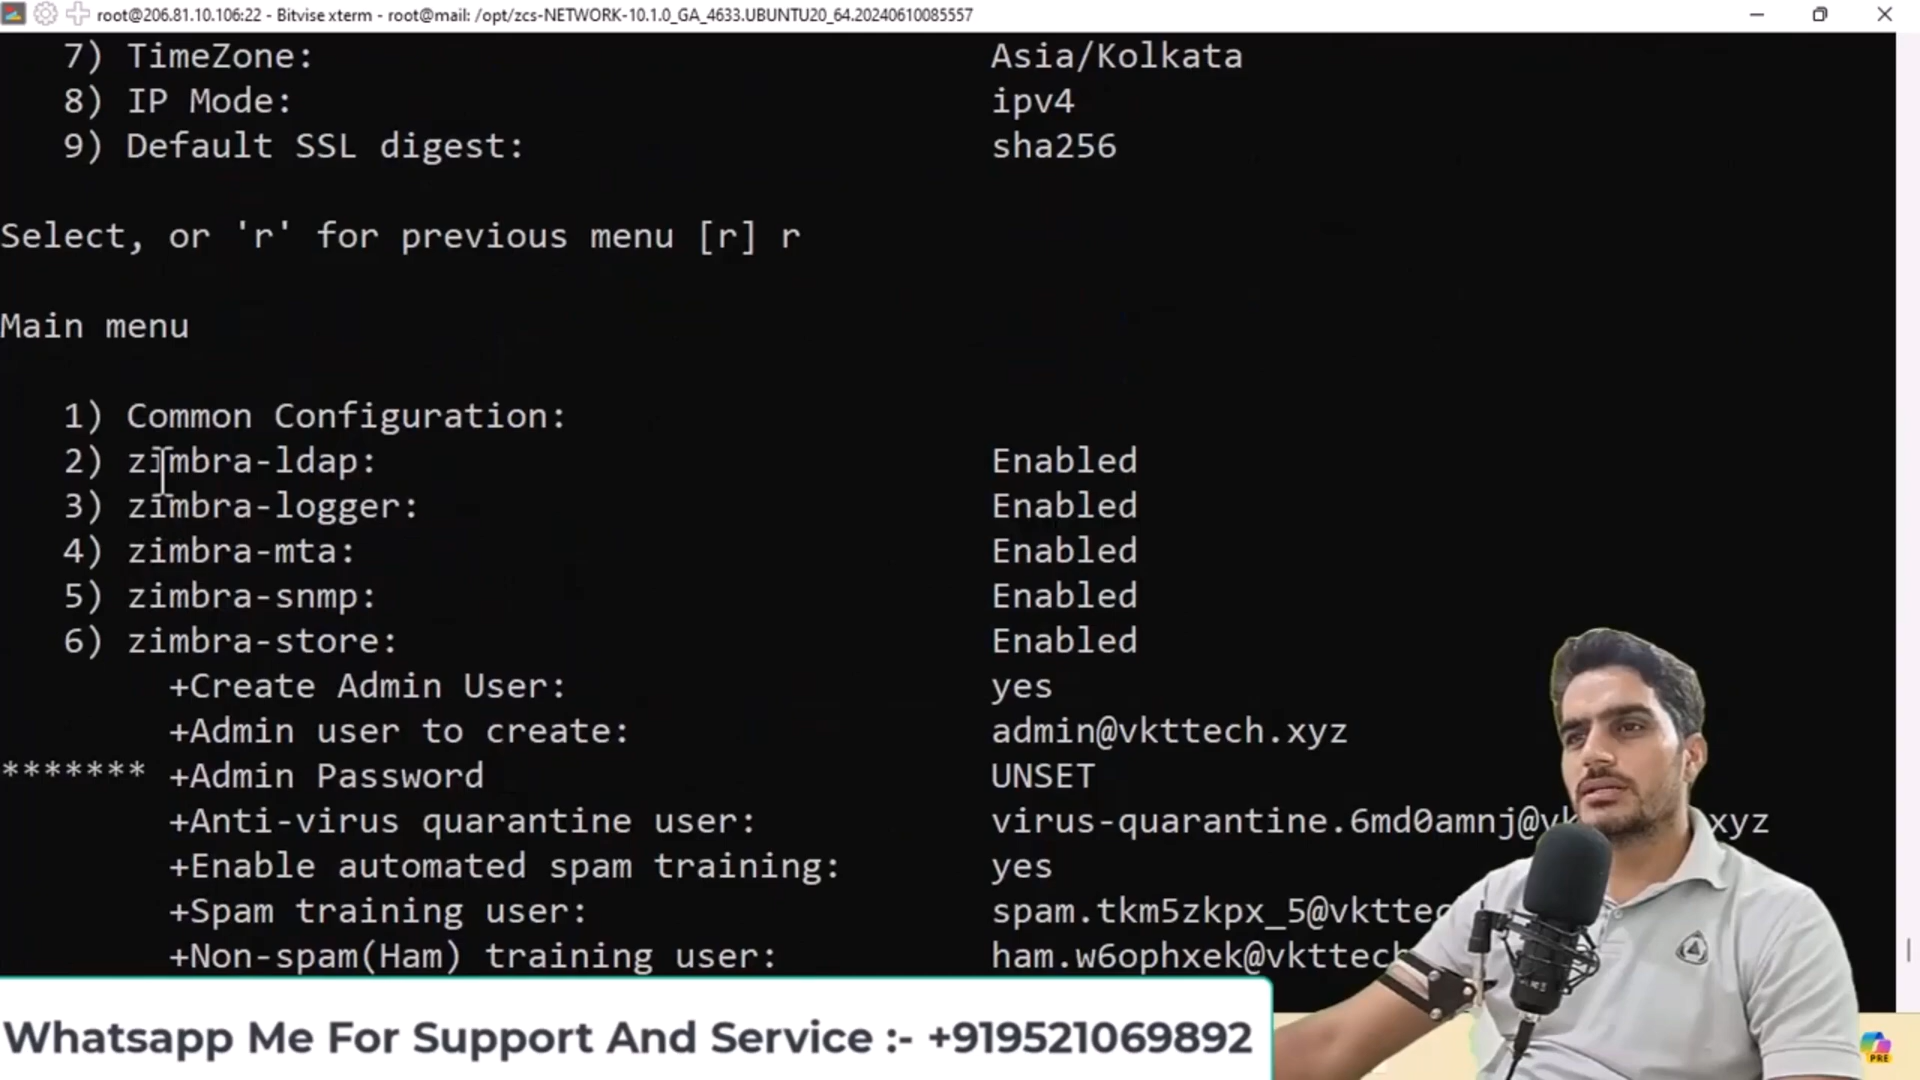 root@206.81.10.106:22 - Bitvise xterm - root@mail: /opt/zcs-NETWORK-10.1.0_GA_4633.UBUNTU20_64.20240610085557
7) TimeZone: Asia/Kolkata
8) IP Mode: ipv4
9) Default SSL digest: sha256
Select, or 'r' for previous menu [r] r
Main menu
1) Common Configuration:
2) zimbra-ldap: Enabled
3) zimbra-logger: Enabled
4) zimbra-mta: Enabled
5) zimbra-snmp: Enabled
6) zimbra-store: Enabled
+Create Admin User: yes
+Admin user to create: admin@vkttech.xyz
******* +Admin Password UNSET
+Anti-virus quarantine user: virus-quarantine.6md0amnj@vk xyz
+Enable automated spam training: yes
+Spam training user: spam.tkm5zkpx_5@vkttec
+Non-spam(Ham) training user: ham.w6ophxek@vkttech
Whatsapp Me For Support And Service :- +919521069892
PRE